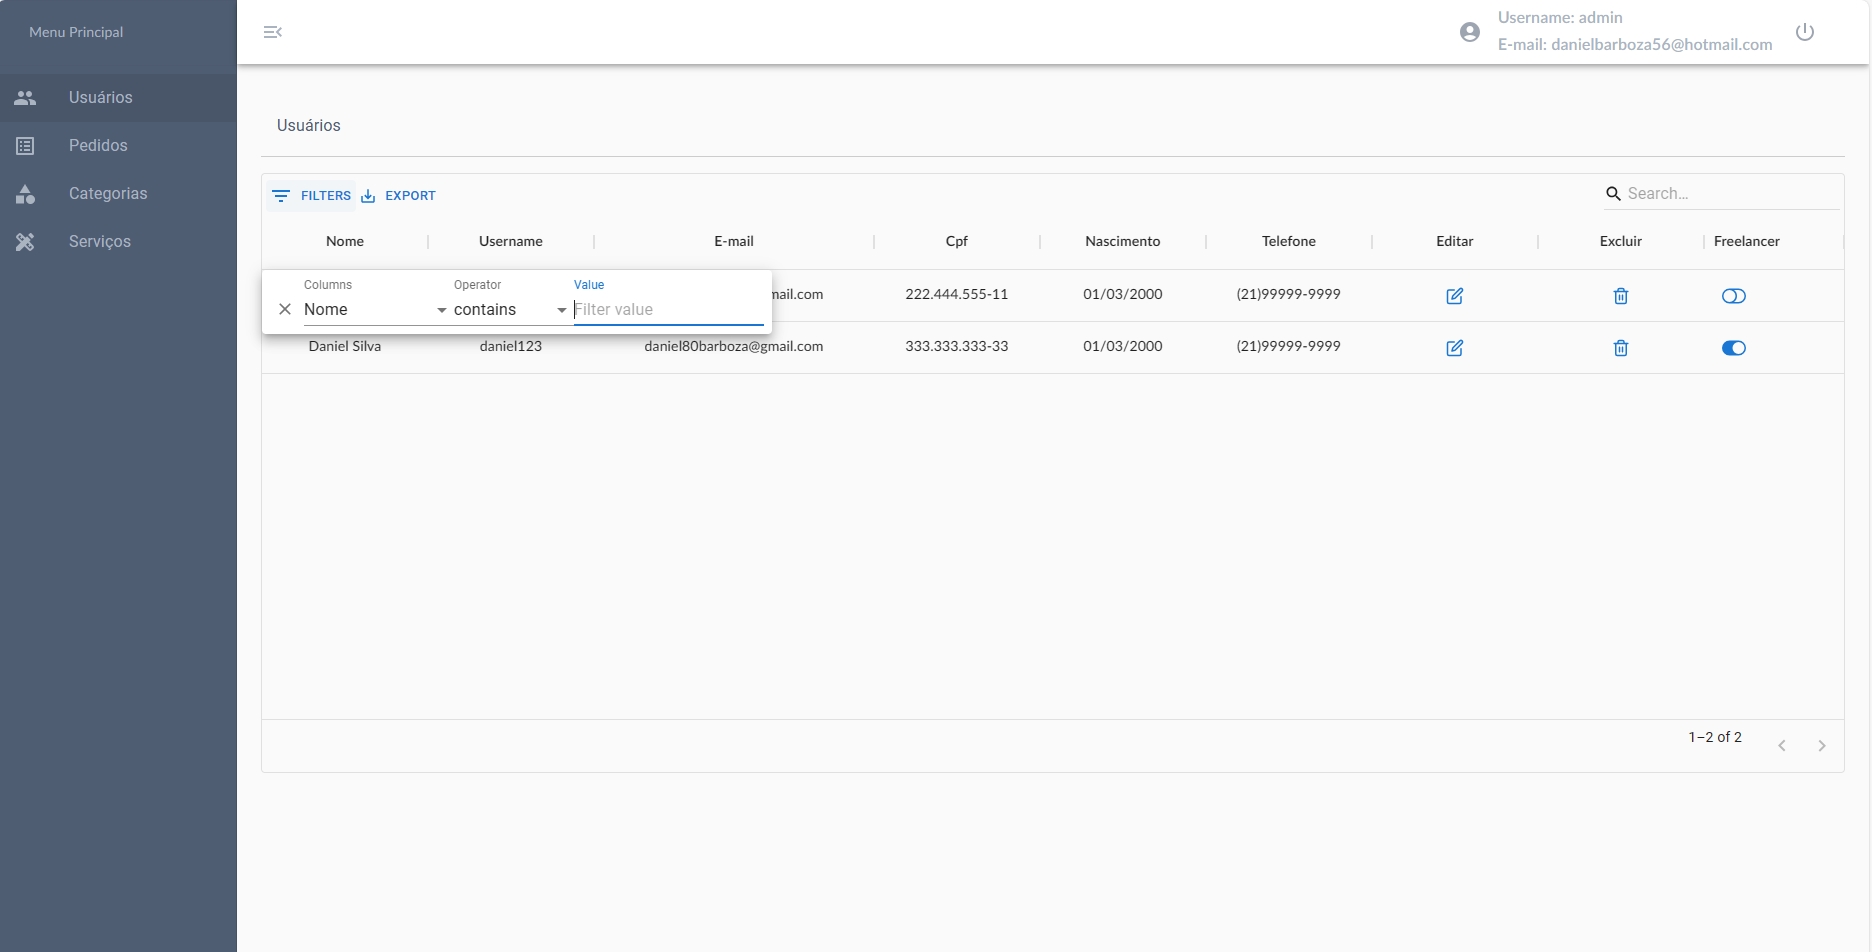 Menu Principal
Username: admin
E-mail: danielbarboza56@hotmail.com
Usuários
Pedidos
Categorias
Serviços
Usuários
FILTERS EXPORT
Search…
Nome Username E-mail Cpf Nascimento Telefone Editar Excluir Freelancer
Columns Operator Value
Nome contains Filter value
mail.com 222.444.555-11 01/03/2000 (21)99999-9999
Daniel Silva daniel123 daniel80barboza@gmail.com 333.333.333-33 01/03/2000 (21)99999-9999
1–2 of 2